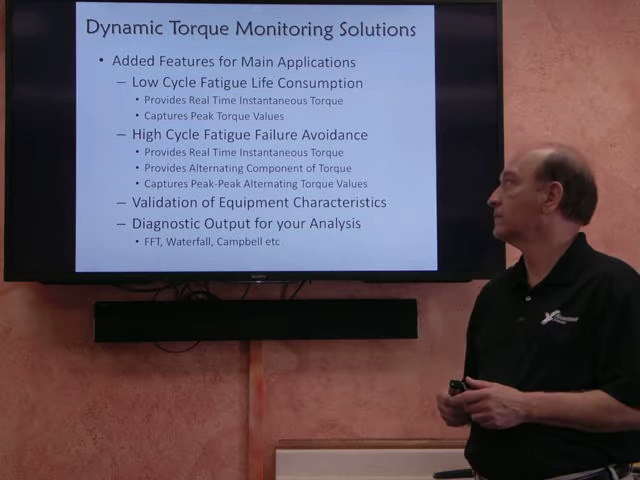 Dynamic Torque Monitoring Solutions
• Added Features for Main Applications
– Low Cycle Fatigue Life Consumption
• Provides Real Time Instantaneous Torque
• Captures Peak Torque Values
– High Cycle Fatigue Failure Avoidance
• Provides Real Time Instantaneous Torque
• Provides Alternating Component of Torque
• Captures Peak-Peak Alternating Torque Values
– Validation of Equipment Characteristics
– Diagnostic Output for your Analysis
• FFT, Waterfall, Campbell etc.
SONY